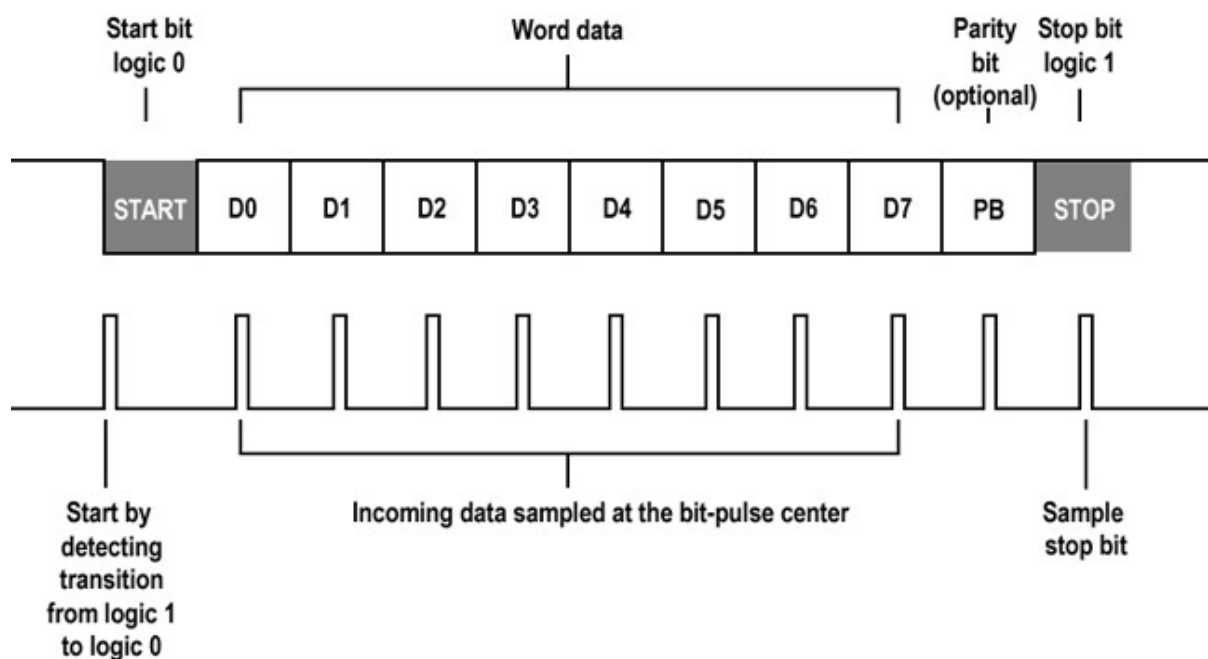 Start bit
logic 0
Word data
Parity
bit
(optional)
Stop bit
logic 1
START
D0
D1
D2
D3
D4
D5
D6
D7
PB
STOP
Start by
detecting
transition
from logic 1
to logic 0
Incoming data sampled at the bit-pulse center
Sample
stop bit